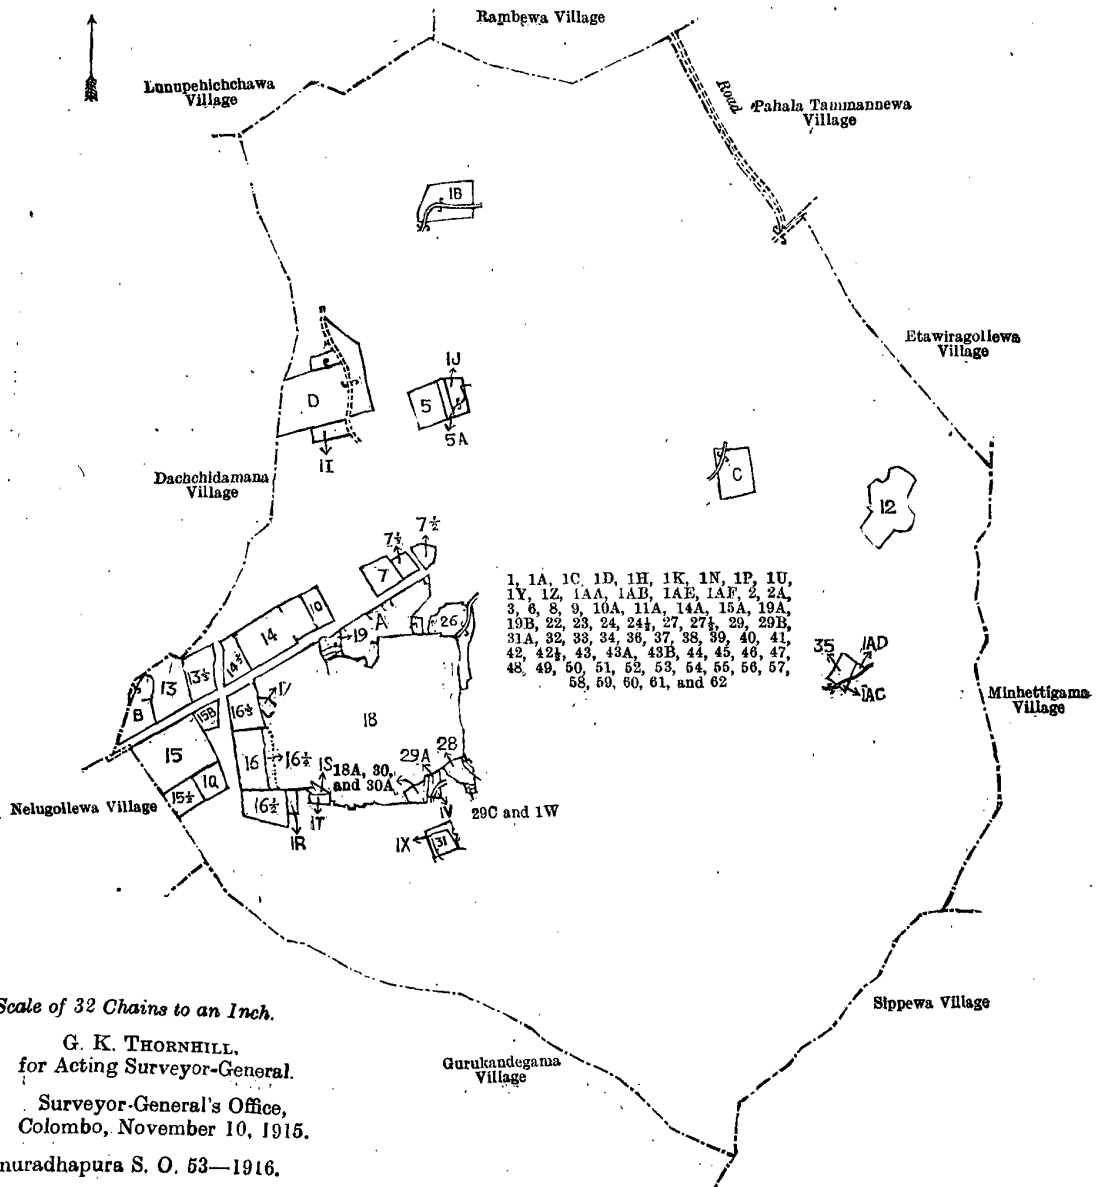 Rambewa Village
Lunupehichchawa
Village
Road
Pahala Tammannewa
Village
1B
Etawiragollewa
Village
1J
D
5
5A
1I
C
12
Dachchidamana
Village
7½
7½
7
1, 1A, 1C, 1D, 1H, 1K, 1N, 1P, 1U,
1Y, 1Z, 1AA, 1AB, 1AE, 1AF, 2, 2A,
3, 6, 8, 9, 10A, 11A, 14A, 15A, 19A,
19B, 22, 23, 24, 24½, 27, 27½, 29, 29B,
31A, 32, 33, 34, 36, 37, 38, 39, 40, 41,
42, 42½, 43, 43A, 43B, 44, 45, 46, 47,
48, 49, 50, 51, 52, 53, 54, 55, 56, 57,
58, 59, 60, 61, and 62
10
14
A
26
19
14½
13½
13
35
1AD
1AC
Minhettigama
Village
B
15B
16½
17
18
15
16
16½
1S
18A, 30,
and 30A
29A
28
15½
1Q
Nelugollewa Village
16½
1T
1R
1V
29C and 1W
1X
31
Sippewa Village
Scale of 32 Chains to an Inch.
G. K. THORNHILL,
for Acting Surveyor-General.
Gurukandegama
Village
Surveyor-General's Office,
Colombo, November 10, 1915.
nuradhapura S. O. 53—1916.